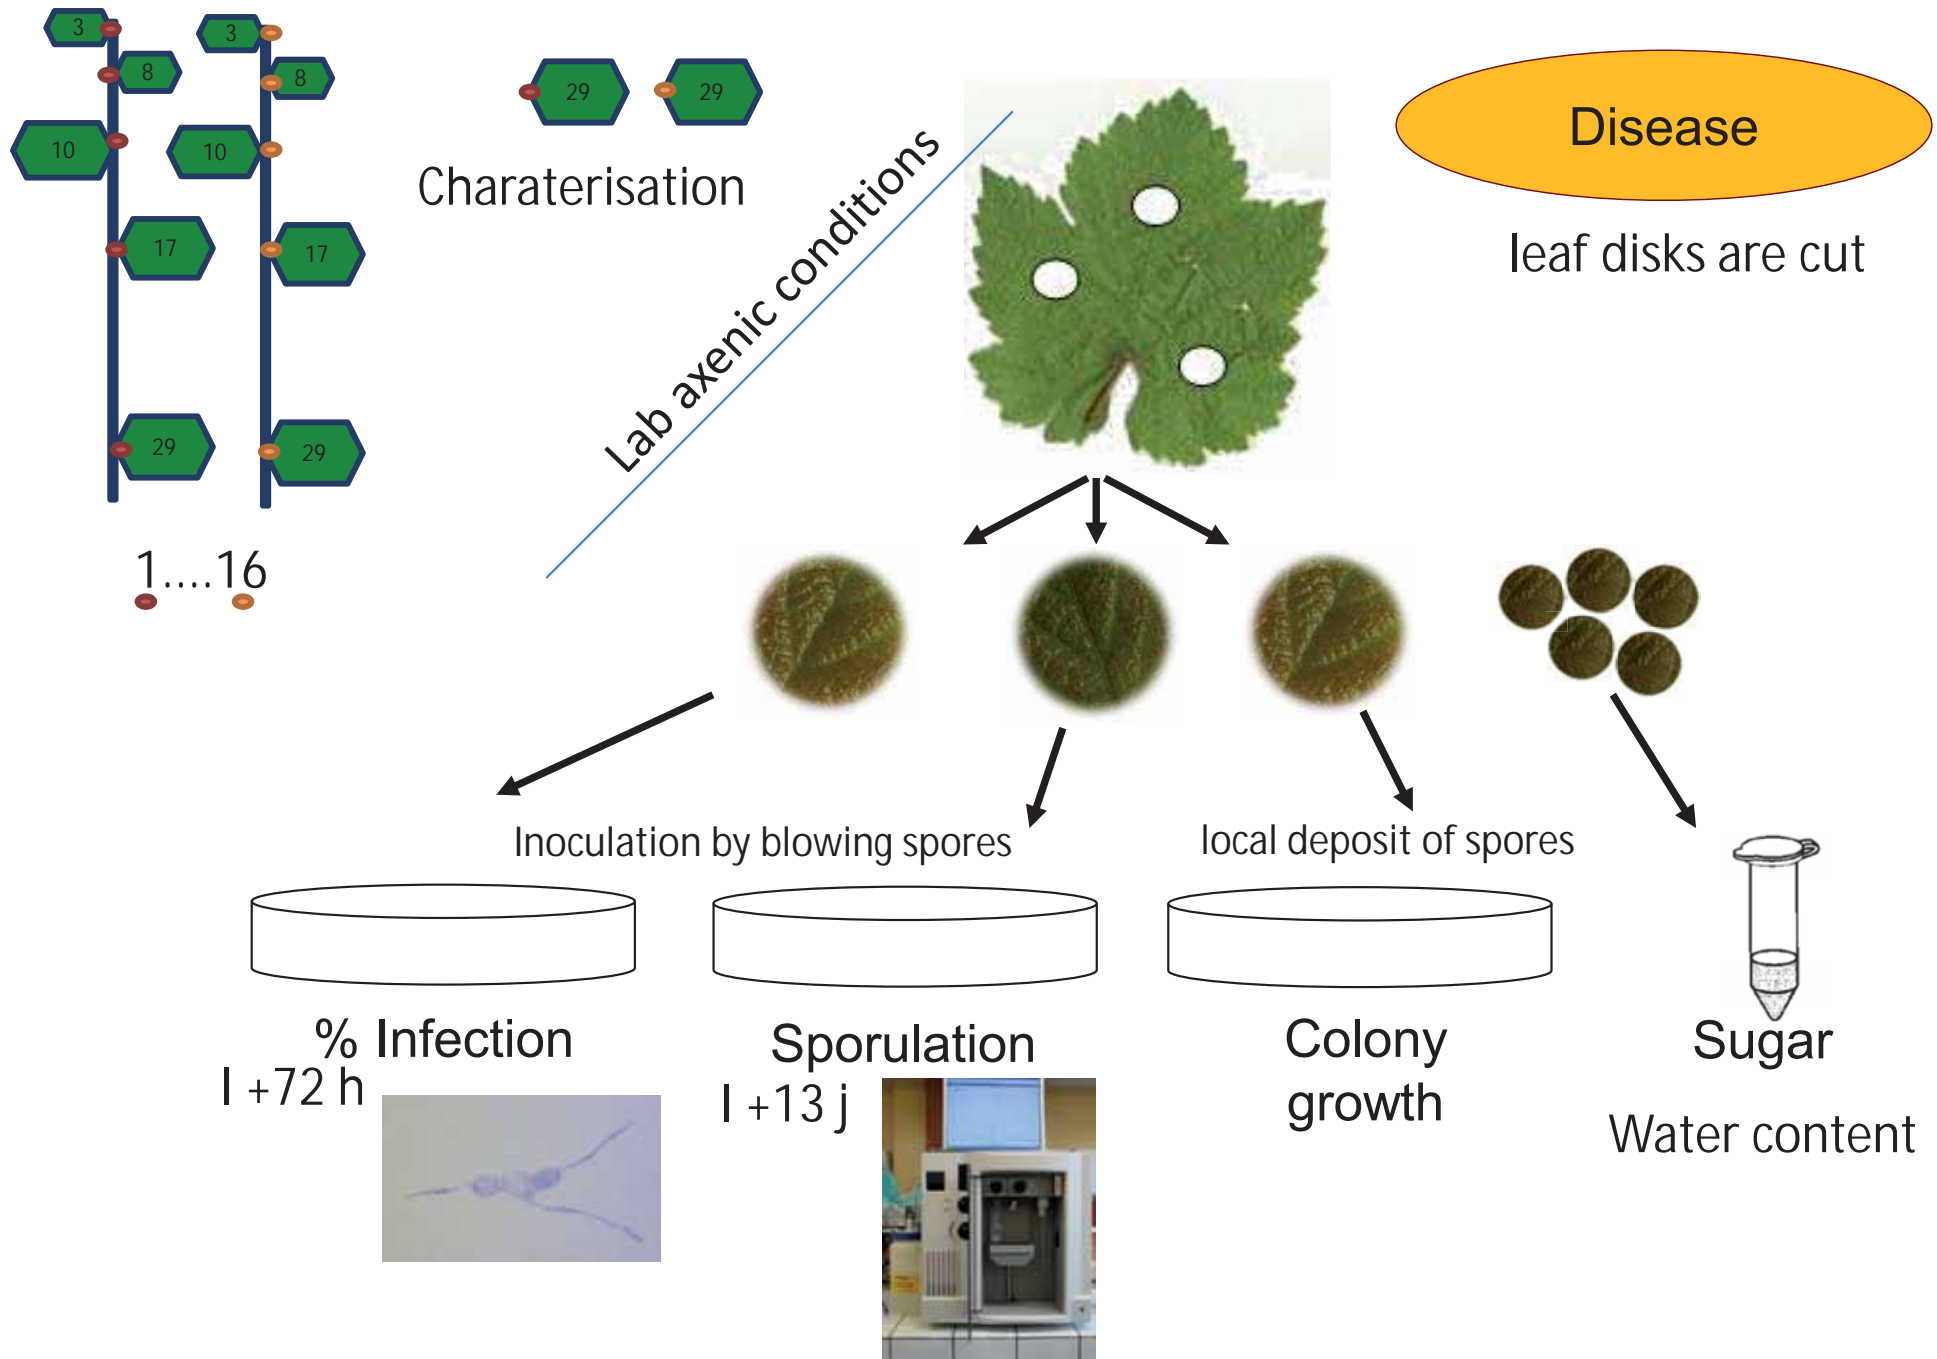 3
3
8
8
10
10
17
17
29
29
1....16
29
29
Charaterisation
Lab axenic conditions
Disease
leaf disks are cut
Inoculation by blowing spores
local deposit of spores
% Infection
I +72 h
Sporulation
I +13 j
Colony
growth
Sugar
Water content